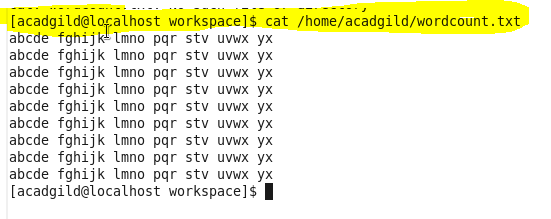 [acadgild@localhost workspace]$ cat /home/acadgild/wordcount.txt
abcde fghijk lmno pqr stv uvwx yx
abcde fghijk lmno pqr stv uvwx yx
abcde fghijk lmno pqr stv uvwx yx
abcde fghijk lmno pqr stv uvwx yx
abcde fghijk lmno pqr stv uvwx yx
abcde fghijk lmno pqr stv uvwx yx
abcde fghijk lmno pqr stv uvwx yx
abcde fghijk lmno pqr stv uvwx yx
abcde fghijk lmno pqr stv uvwx yx
[acadgild@localhost workspace]$